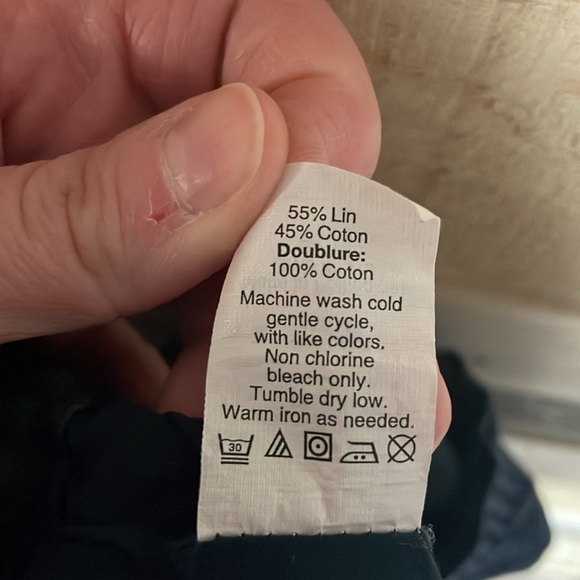 55% Lin
45% Coton
Doublure:
100% Coton
Machine wash cold
gentle cycle,
with like colors.
Non chlorine
bleach only.
Tumble dry low.
Warm iron as needed.
30